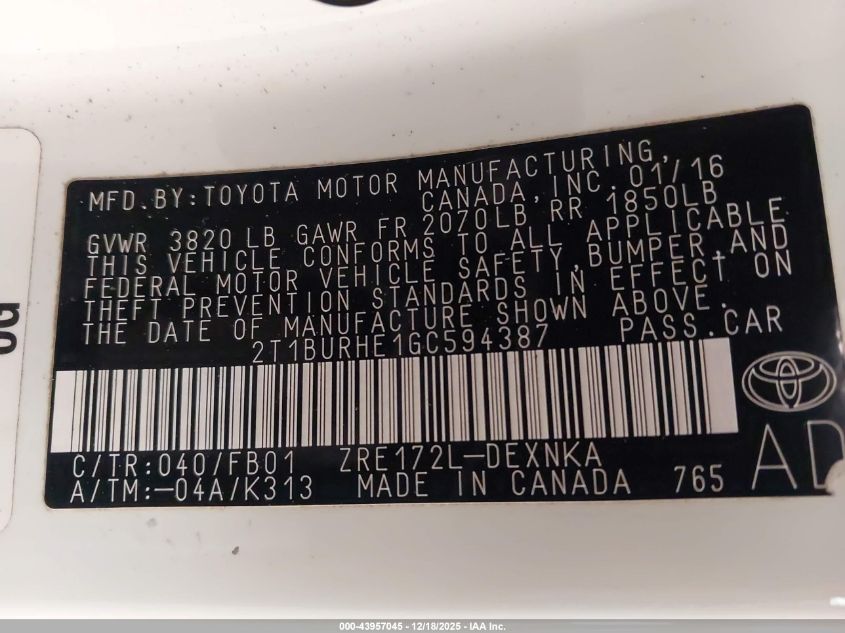 MFD. BY: TOYOTA MOTOR MANUFACTURING,
CANADA, INC. 01/16
GVWR 3820 LB GAWR FR 2070LB RR 1850LB
THIS VEHICLE CONFORMS TO ALL APPLICABLE
FEDERAL MOTOR VEHICLE SAFETY, BUMPER, AND
THEFT PREVENTION STANDARDS IN EFFECT ON
THE DATE OF MANUFACTURE SHOWN ABOVE.
2T1BURHE1GC594387 PASS. CAR
C/TR: 040/FB01 ZRE172L-DEXNKA
A/TM: -04A/K313 MADE IN CANADA 765
AD
000-43957045 - 12/18/2025 - IAA Inc.